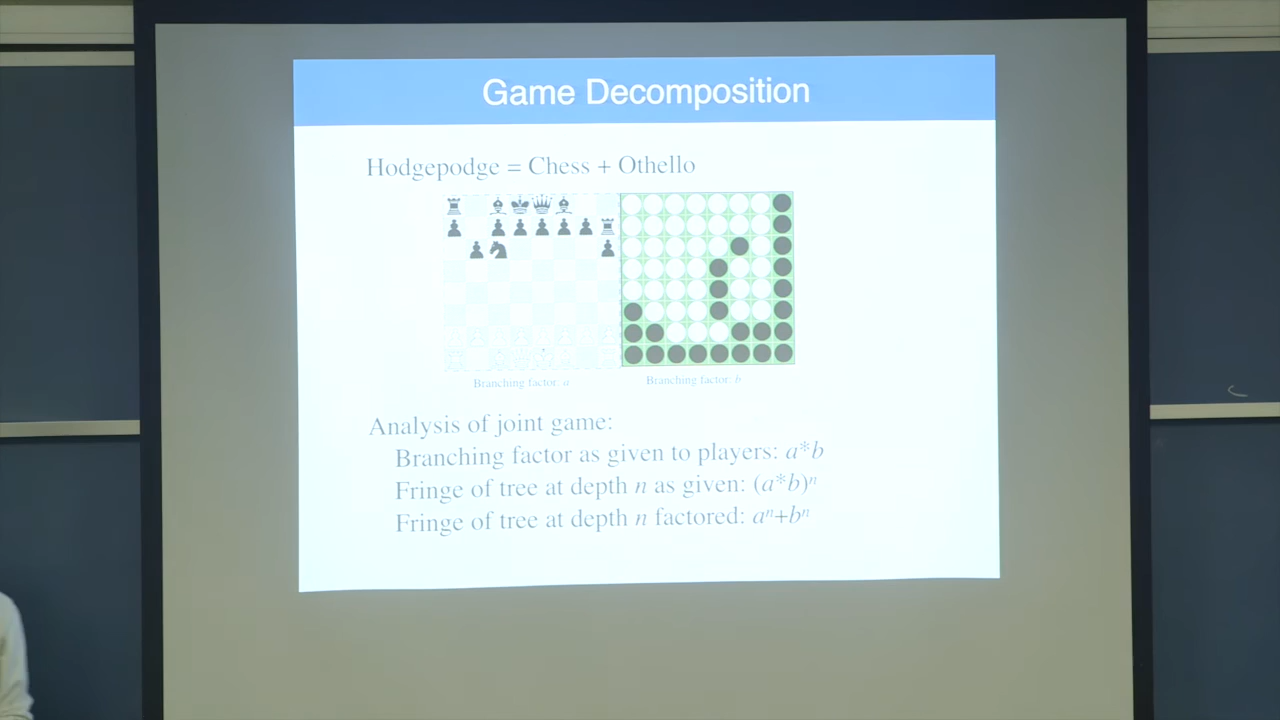 Game Decomposition
Hodgepodge = Chess + Othello
Branching factor: a
Branching factor: b
Analysis of joint game:
Branching factor as given to players: a*b
Fringe of tree at depth n as given: (a*b)ⁿ
Fringe of tree at depth n factored: aⁿ+bⁿ